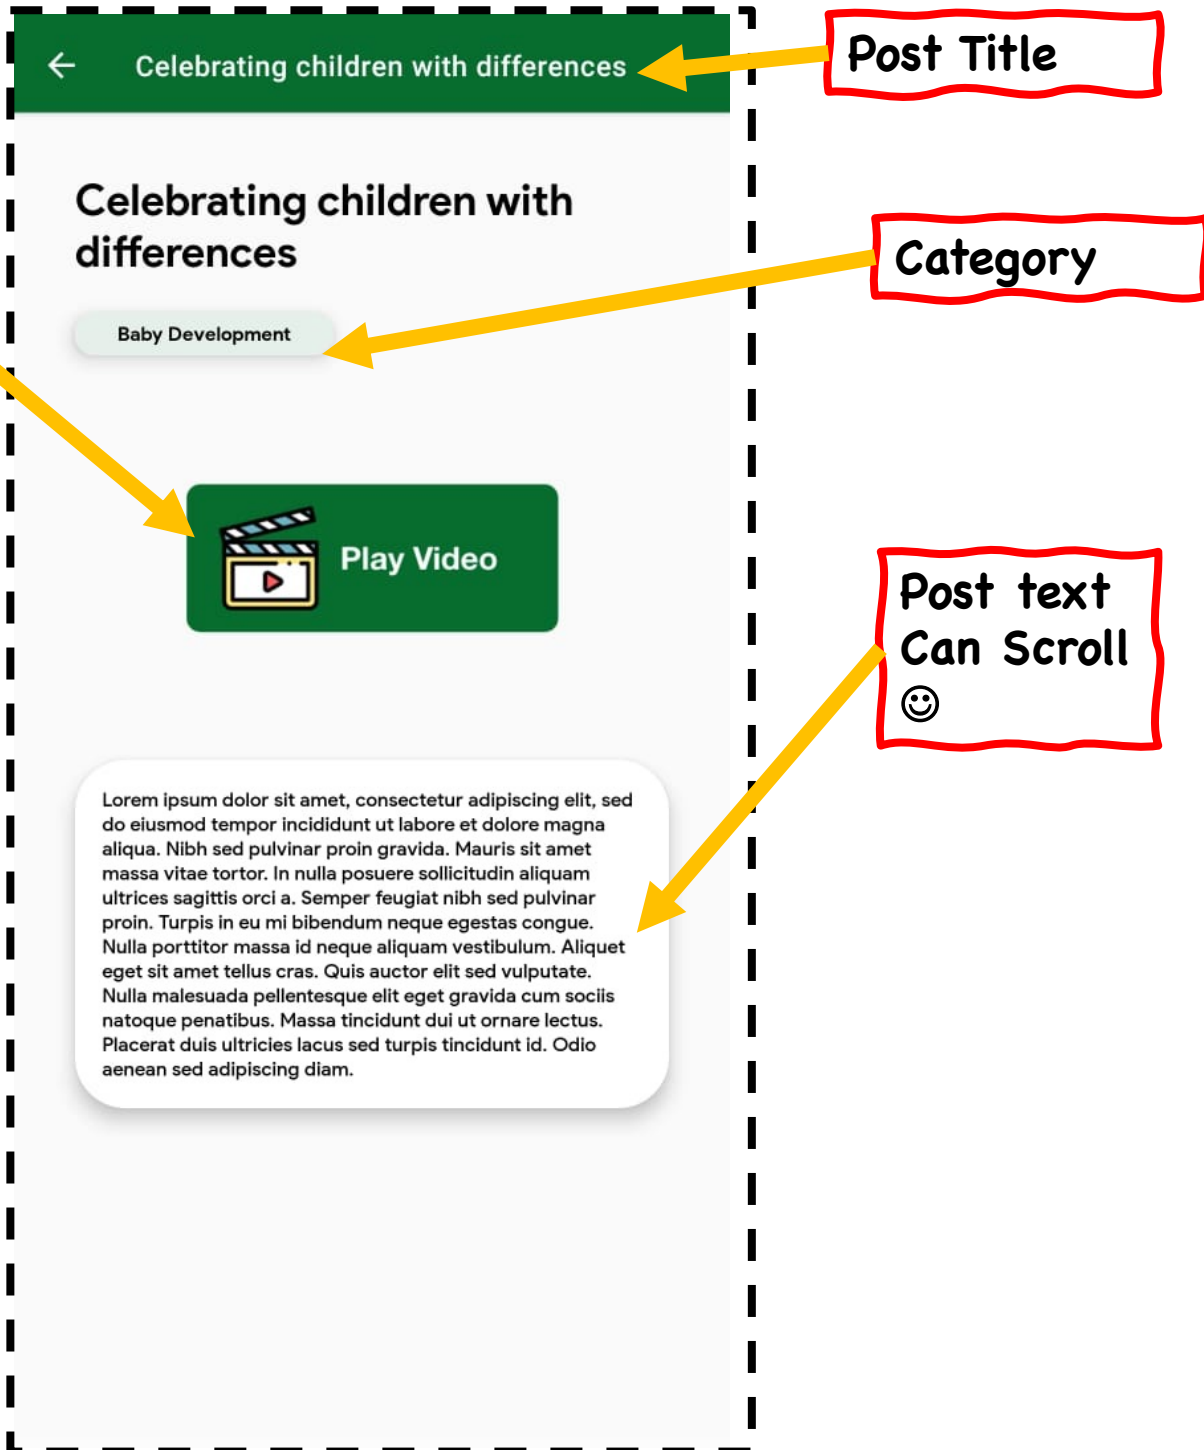 Celebrating children with differences
Post Title
Celebrating children with
differences
Category
Baby Development
Play Video
Post text
Can Scroll
☺
Lorem ipsum dolor sit amet, consectetur adipiscing elit, sed
do eiusmod tempor incididunt ut labore et dolore magna
aliqua. Nibh sed pulvinar proin gravida. Mauris sit amet
massa vitae tortor. In nulla posuere sollicitudin aliquam
ultrices sagittis orci a. Semper feugiat nibh sed pulvinar
proin. Turpis in eu mi bibendum neque egestas congue.
Nulla porttitor massa id neque aliquam vestibulum. Aliquet
eget sit amet tellus cras. Quis auctor elit sed vulputate.
Nulla malesuada pellentesque elit eget gravida cum sociis
natoque penatibus. Massa tincidunt dui ut ornare lectus.
Placerat duis ultricies lacus sed turpis tincidunt id. Odio
aenean sed adipiscing diam.